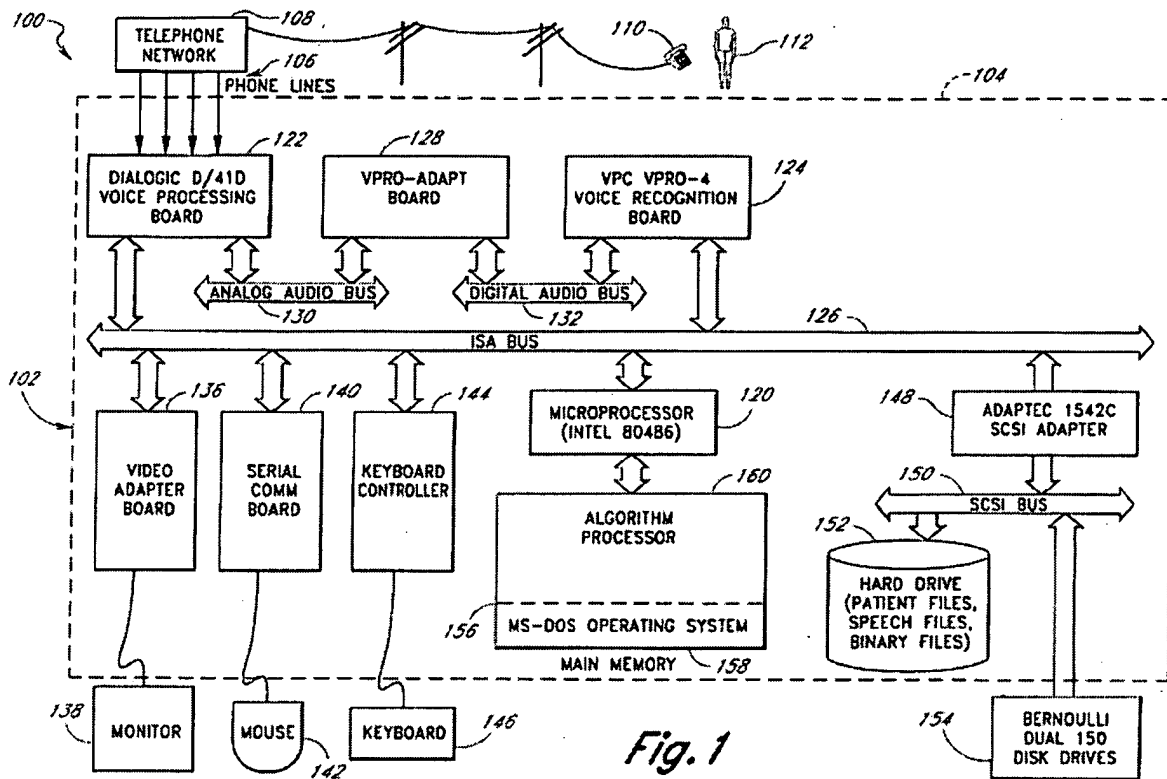 100
TELEPHONE
NETWORK
108
110
112
106
PHONE LINES
104
122
DIALOGIC D/41D
VOICE PROCESSING
BOARD
128
VPRO-ADAPT
BOARD
VPC VPRO-4
VOICE RECOGNITION
BOARD
124
ANALOG AUDIO BUS
130
DIGITAL AUDIO BUS
132
126
ISA BUS
102
136
VIDEO
ADAPTER
BOARD
140
SERIAL
COMM
BOARD
144
KEYBOARD
CONTROLLER
MICROPROCESSOR
(INTEL 80486)
120
148
ADAPTEC 1542C
SCSI ADAPTER
160
ALGORITHM
PROCESSOR
156
MS-DOS OPERATING SYSTEM
MAIN MEMORY
158
150
SCSI BUS
152
HARD DRIVE
(PATIENT FILES,
SPEECH FILES,
BINARY FILES)
138
MONITOR
MOUSE
142
KEYBOARD
146
Fig. 1
154
BERNOULLI
DUAL 150
DISK DRIVES